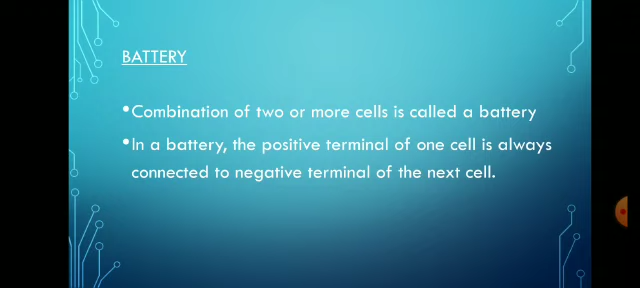 BATTERY
•Combination of two or more cells is called a battery
•In a battery, the positive terminal of one cell is always
connected to negative terminal of the next cell.